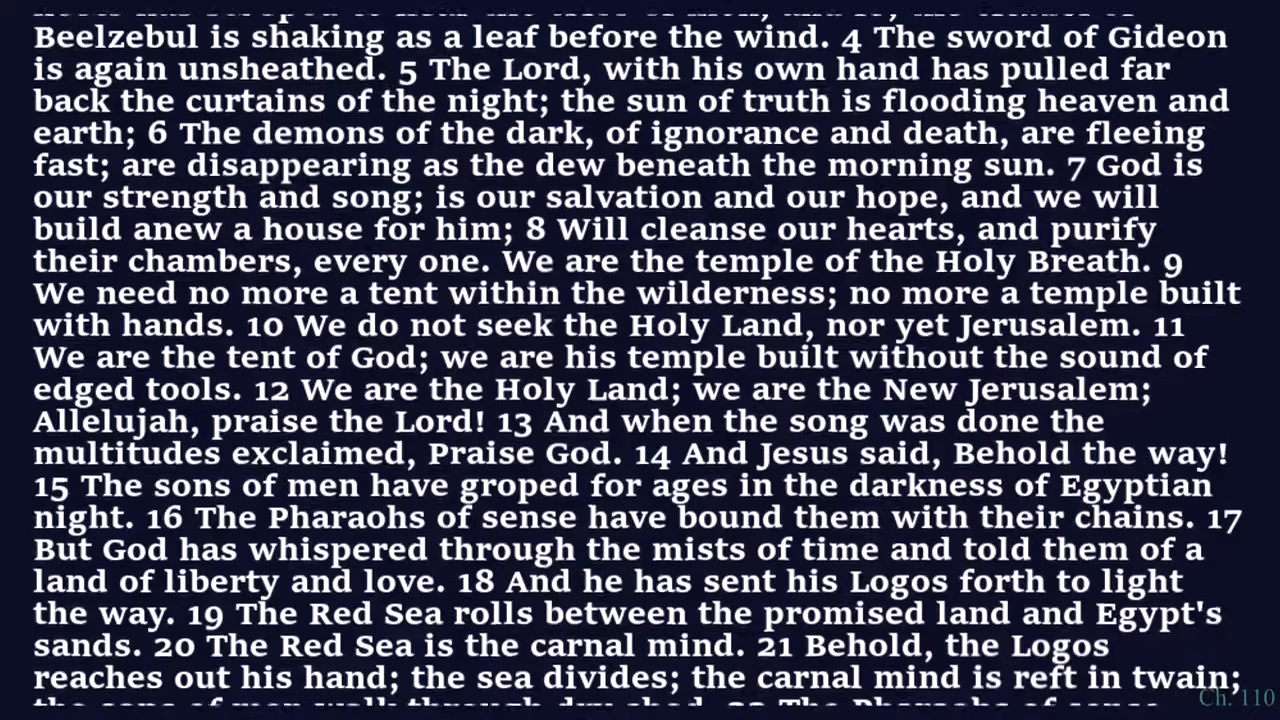 Beelzebul is shaking as a leaf before the wind. 4 The sword of Gideon
is again unsheathed. 5 The Lord, with his own hand has pulled far
back the curtains of the night; the sun of truth is flooding heaven and
earth; 6 The demons of the dark, of ignorance and death, are fleeing
fast; are disappearing as the dew beneath the morning sun. 7 God is
our strength and song; is our salvation and our hope, and we will
build anew a house for him; 8 Will cleanse our hearts, and purify
their chambers, every one. We are the temple of the Holy Breath. 9
We need no more a tent within the wilderness; no more a temple built
with hands. 10 We do not seek the Holy Land, nor yet Jerusalem. 11
We are the tent of God; we are his temple built without the sound of
edged tools. 12 We are the Holy Land; we are the New Jerusalem;
Allelujah, praise the Lord! 13 And when the song was done the
multitudes exclaimed, Praise God. 14 And Jesus said, Behold the way!
15 The sons of men have groped for ages in the darkness of Egyptian
night. 16 The Pharaohs of sense have bound them with their chains. 17
But God has whispered through the mists of time and told them of a
land of liberty and love. 18 And he has sent his Logos forth to light
the way. 19 The Red Sea rolls between the promised land and Egypt's
sands. 20 The Red Sea is the carnal mind. 21 Behold, the Logos
reaches out his hand; the sea divides; the carnal mind is reft in twain;
the sons of men walk through dry shod. 22 The Pharaohs of sense
Ch. 110